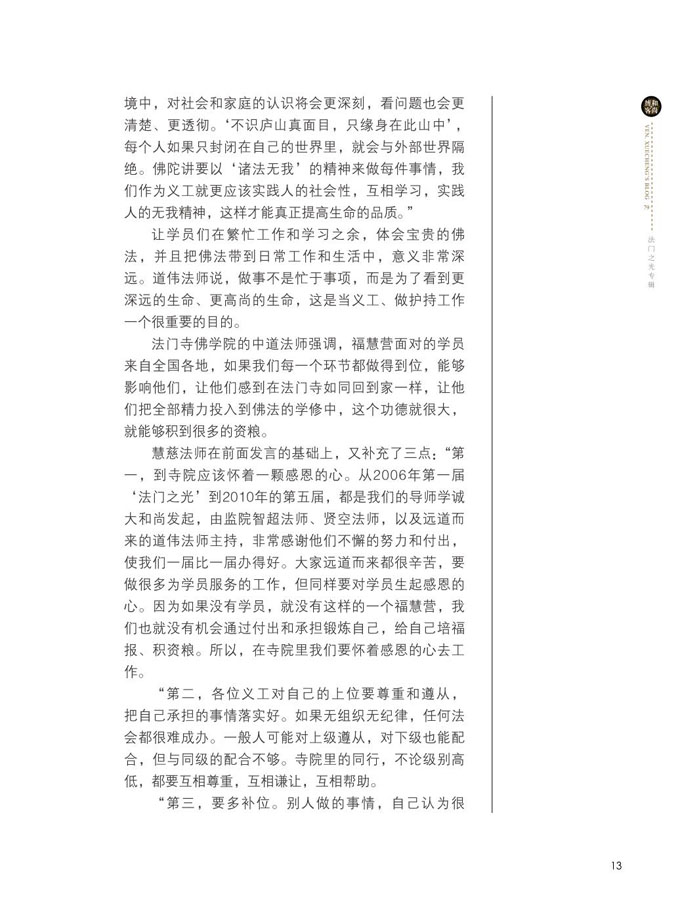 境中，对社会和家庭的认识将会更深刻，看问题也会更
清楚、更透彻。‘不识庐山真面目，只缘身在此山中’，
每个人如果只封闭在自己的世界里，就会与外部世界隔
绝。佛陀讲要以‘诸法无我’的精神来做每件事情，我
们作为义工就更应该实践人的社会性，互相学习，实践
人的无我精神，这样才能真正提高生命的品质。”
让学员们在繁忙工作和学习之余，体会宝贵的佛
法，并且把佛法带到日常工作和生活中，意义非常深
远。道伟法师说，做事不是忙于事项，而是为了看到更
深远的生命、更高尚的生命，这是当义工、做护持工作
一个很重要的目的。
法门寺佛学院的中道法师强调，福慧营面对的学员
来自全国各地，如果我们每一个环节都做得到位，能够
影响他们，让他们感到在法门寺如同回到家一样，让他
们把全部精力投入到佛法的学修中，这个功德就很大，
就能够积到很多的资粮。
慧慈法师在前面发言的基础上，又补充了三点：“第
一，到寺院应该怀着一颗感恩的心。从2006年第一届
‘法门之光’到2010年的第五届，都是我们的导师学诚
大和尚发起，由监院智超法师、贤空法师，以及远道而
来的道伟法师主持，非常感谢他们不懈的努力和付出，
使我们一届比一届办得好。大家远道而来都很辛苦，要
做很多为学员服务的工作，但同样要对学员生起感恩的
心。因为如果没有学员，就没有这样的一个福慧营，我
们也就没有机会通过付出和承担锻炼自己，给自己培福
报、积资粮。所以，在寺院里我们要怀着感恩的心去工
作。
“第二，各位义工对自己的上位要尊重和遵从，
把自己承担的事情落实好。如果无组织无纪律，任何法
会都很难成办。一般人可能对上级遵从，对下级也能配
合，但与同级的配合不够。寺院里的同行，不论级别高
低，都要互相尊重，互相谦让，互相帮助。
“第三，要多补位。别人做的事情，自己认为很
和尚
博客
VEN. XUECHENG'S BLOG
法门之光专辑
13